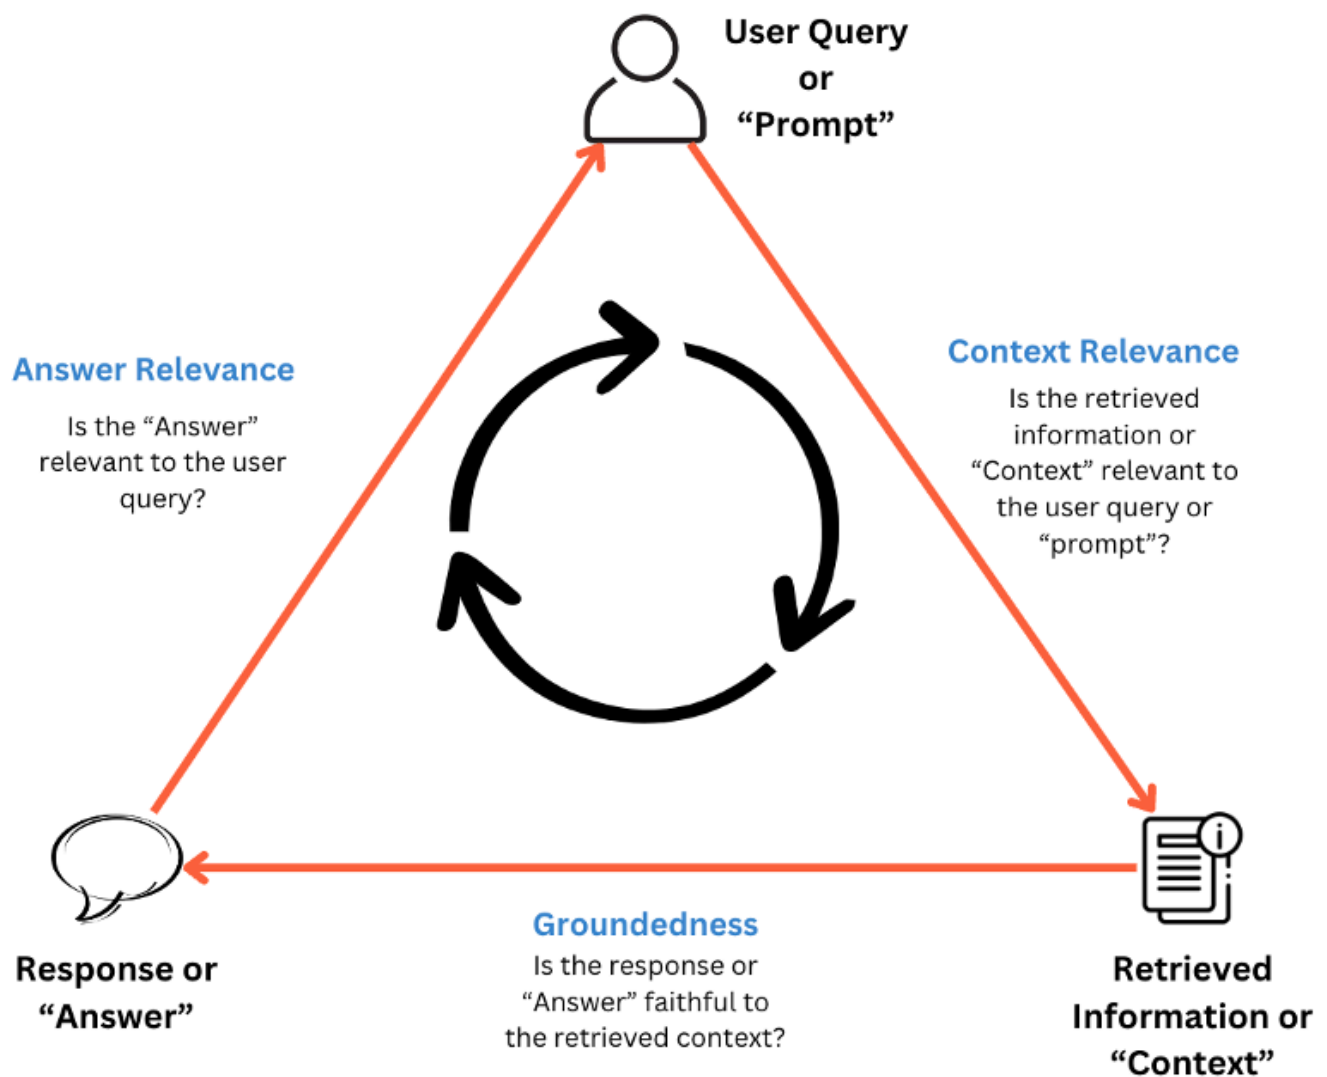 User Query
or
“Prompt”
Answer Relevance
Is the “Answer”
relevant to the user
query?
Context Relevance
Is the retrieved
information or
“Context” relevant to
the user query or
“prompt”?
i
Groundedness
Is the response or
“Answer” faithful to
the retrieved context?
Response or
“Answer”
Retrieved
Information or
“Context”